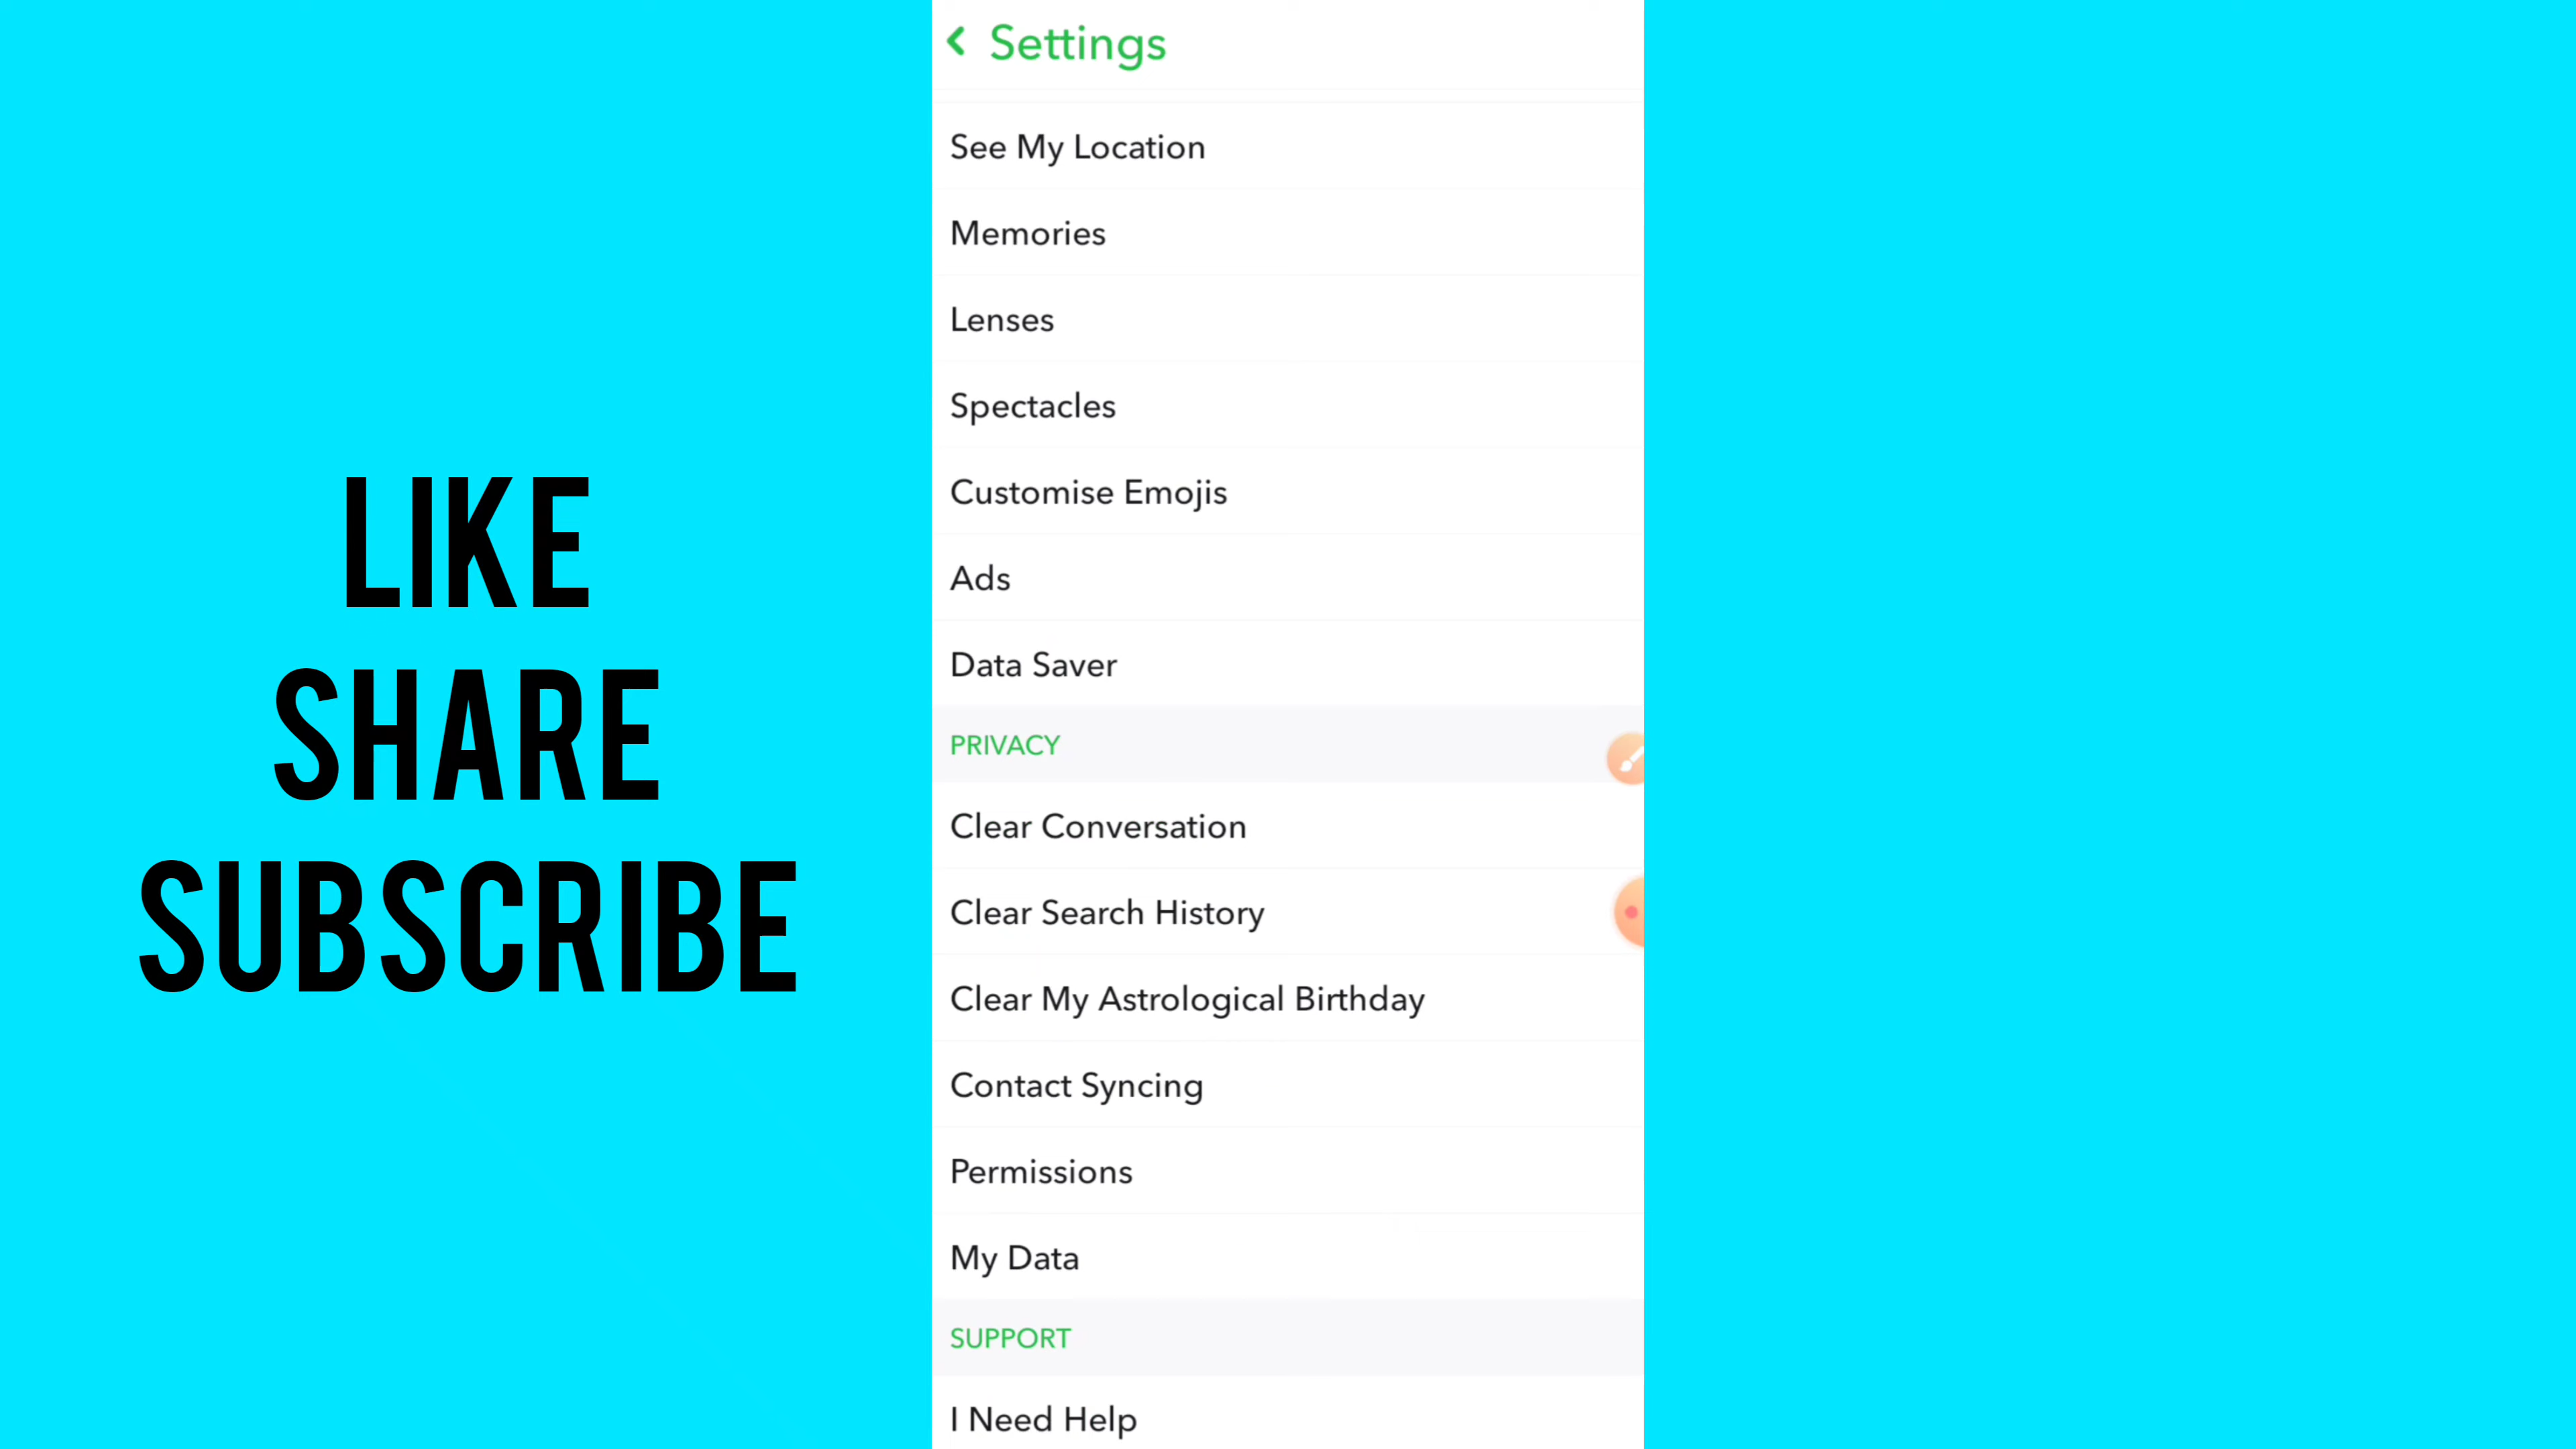 LIKE
SHARE
SUBSCRIBE
Settings
See My Location
Memories
Lenses
Spectacles
Customise Emojis
Ads
Data Saver
PRIVACY
Clear Conversation
Clear Search History
Clear My Astrological Birthday
Contact Syncing
Permissions
My Data
SUPPORT
I Need Help